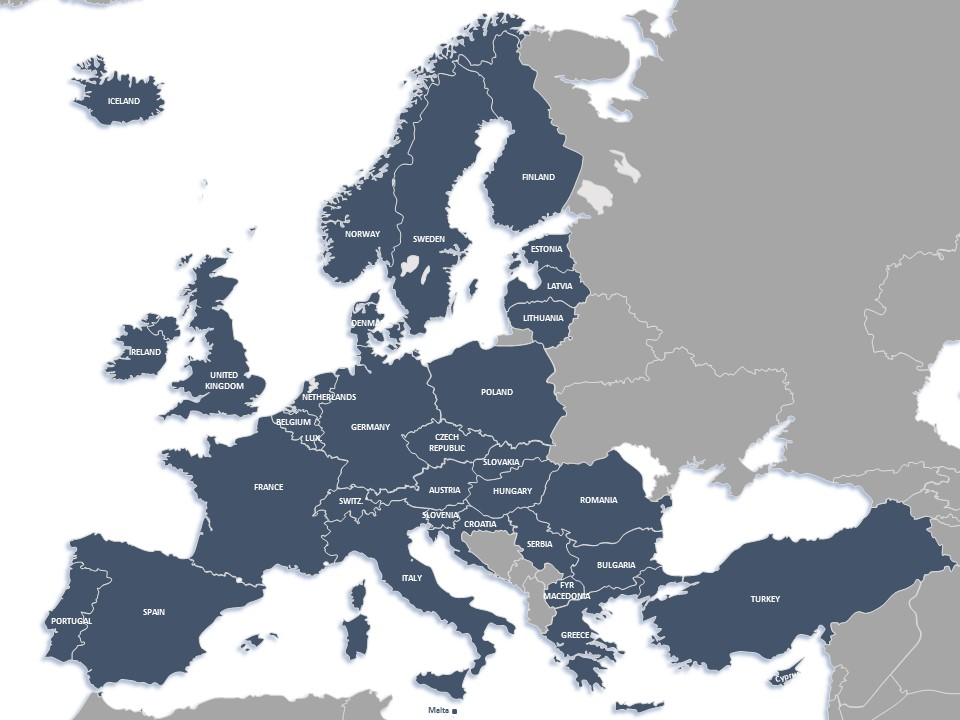 ICELAND
FINLAND
NORWAY
SWEDEN
ESTONIA
LATVIA
LITHUANIA
DENMA
IRELAND
UNITED
KINGDOM
NETHERLANDS
POLAND
BELGIUM
GERMANY
LUX.
CZECH
REPUBLIC
SLOVAKIA
FRANCE
AUSTRIA
HUNGARY
SWITZ.
ROMANIA
SLOVENIA
CROATIA
SERBIA
BULGARIA
ITALY
FYR
MACEDONIA
TURKEY
SPAIN
PORTUGAL
GREECE
Cyprus
Malta